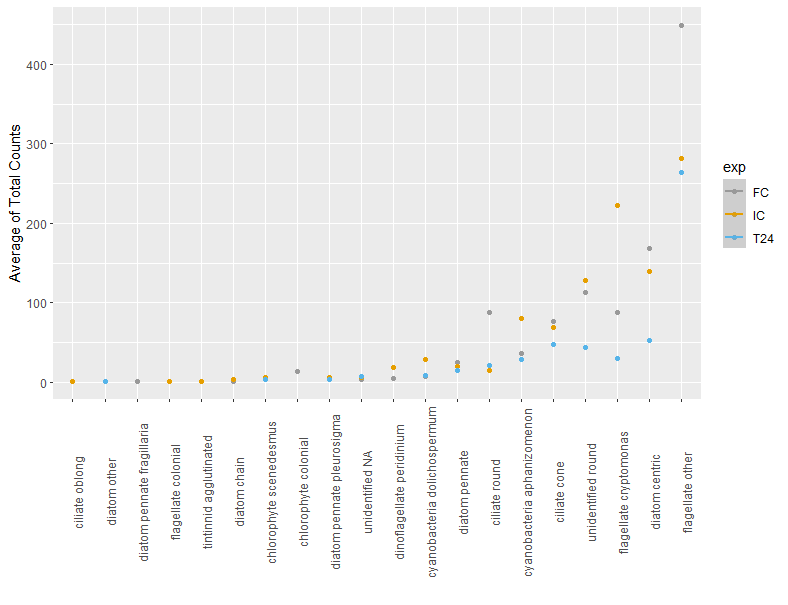 Average of Total Counts
400
300
200
100
0
ciliate oblong
diatom other
diatom pennate fragillaria
flagellate colonial
tintinnid agglutinated
diatom chain
chlorophyte scenedesmus
chlorophyte colonial
diatom pennate pleurosigma
unidentified NA
dinoflagellate peridinium
cyanobacteria dolichospermum
diatom pennate
ciliate round
cyanobacteria aphanizomenon
ciliate cone
unidentified round
flagellate cryptomonas
diatom centric
flagellate other
exp
FC
IC
T24